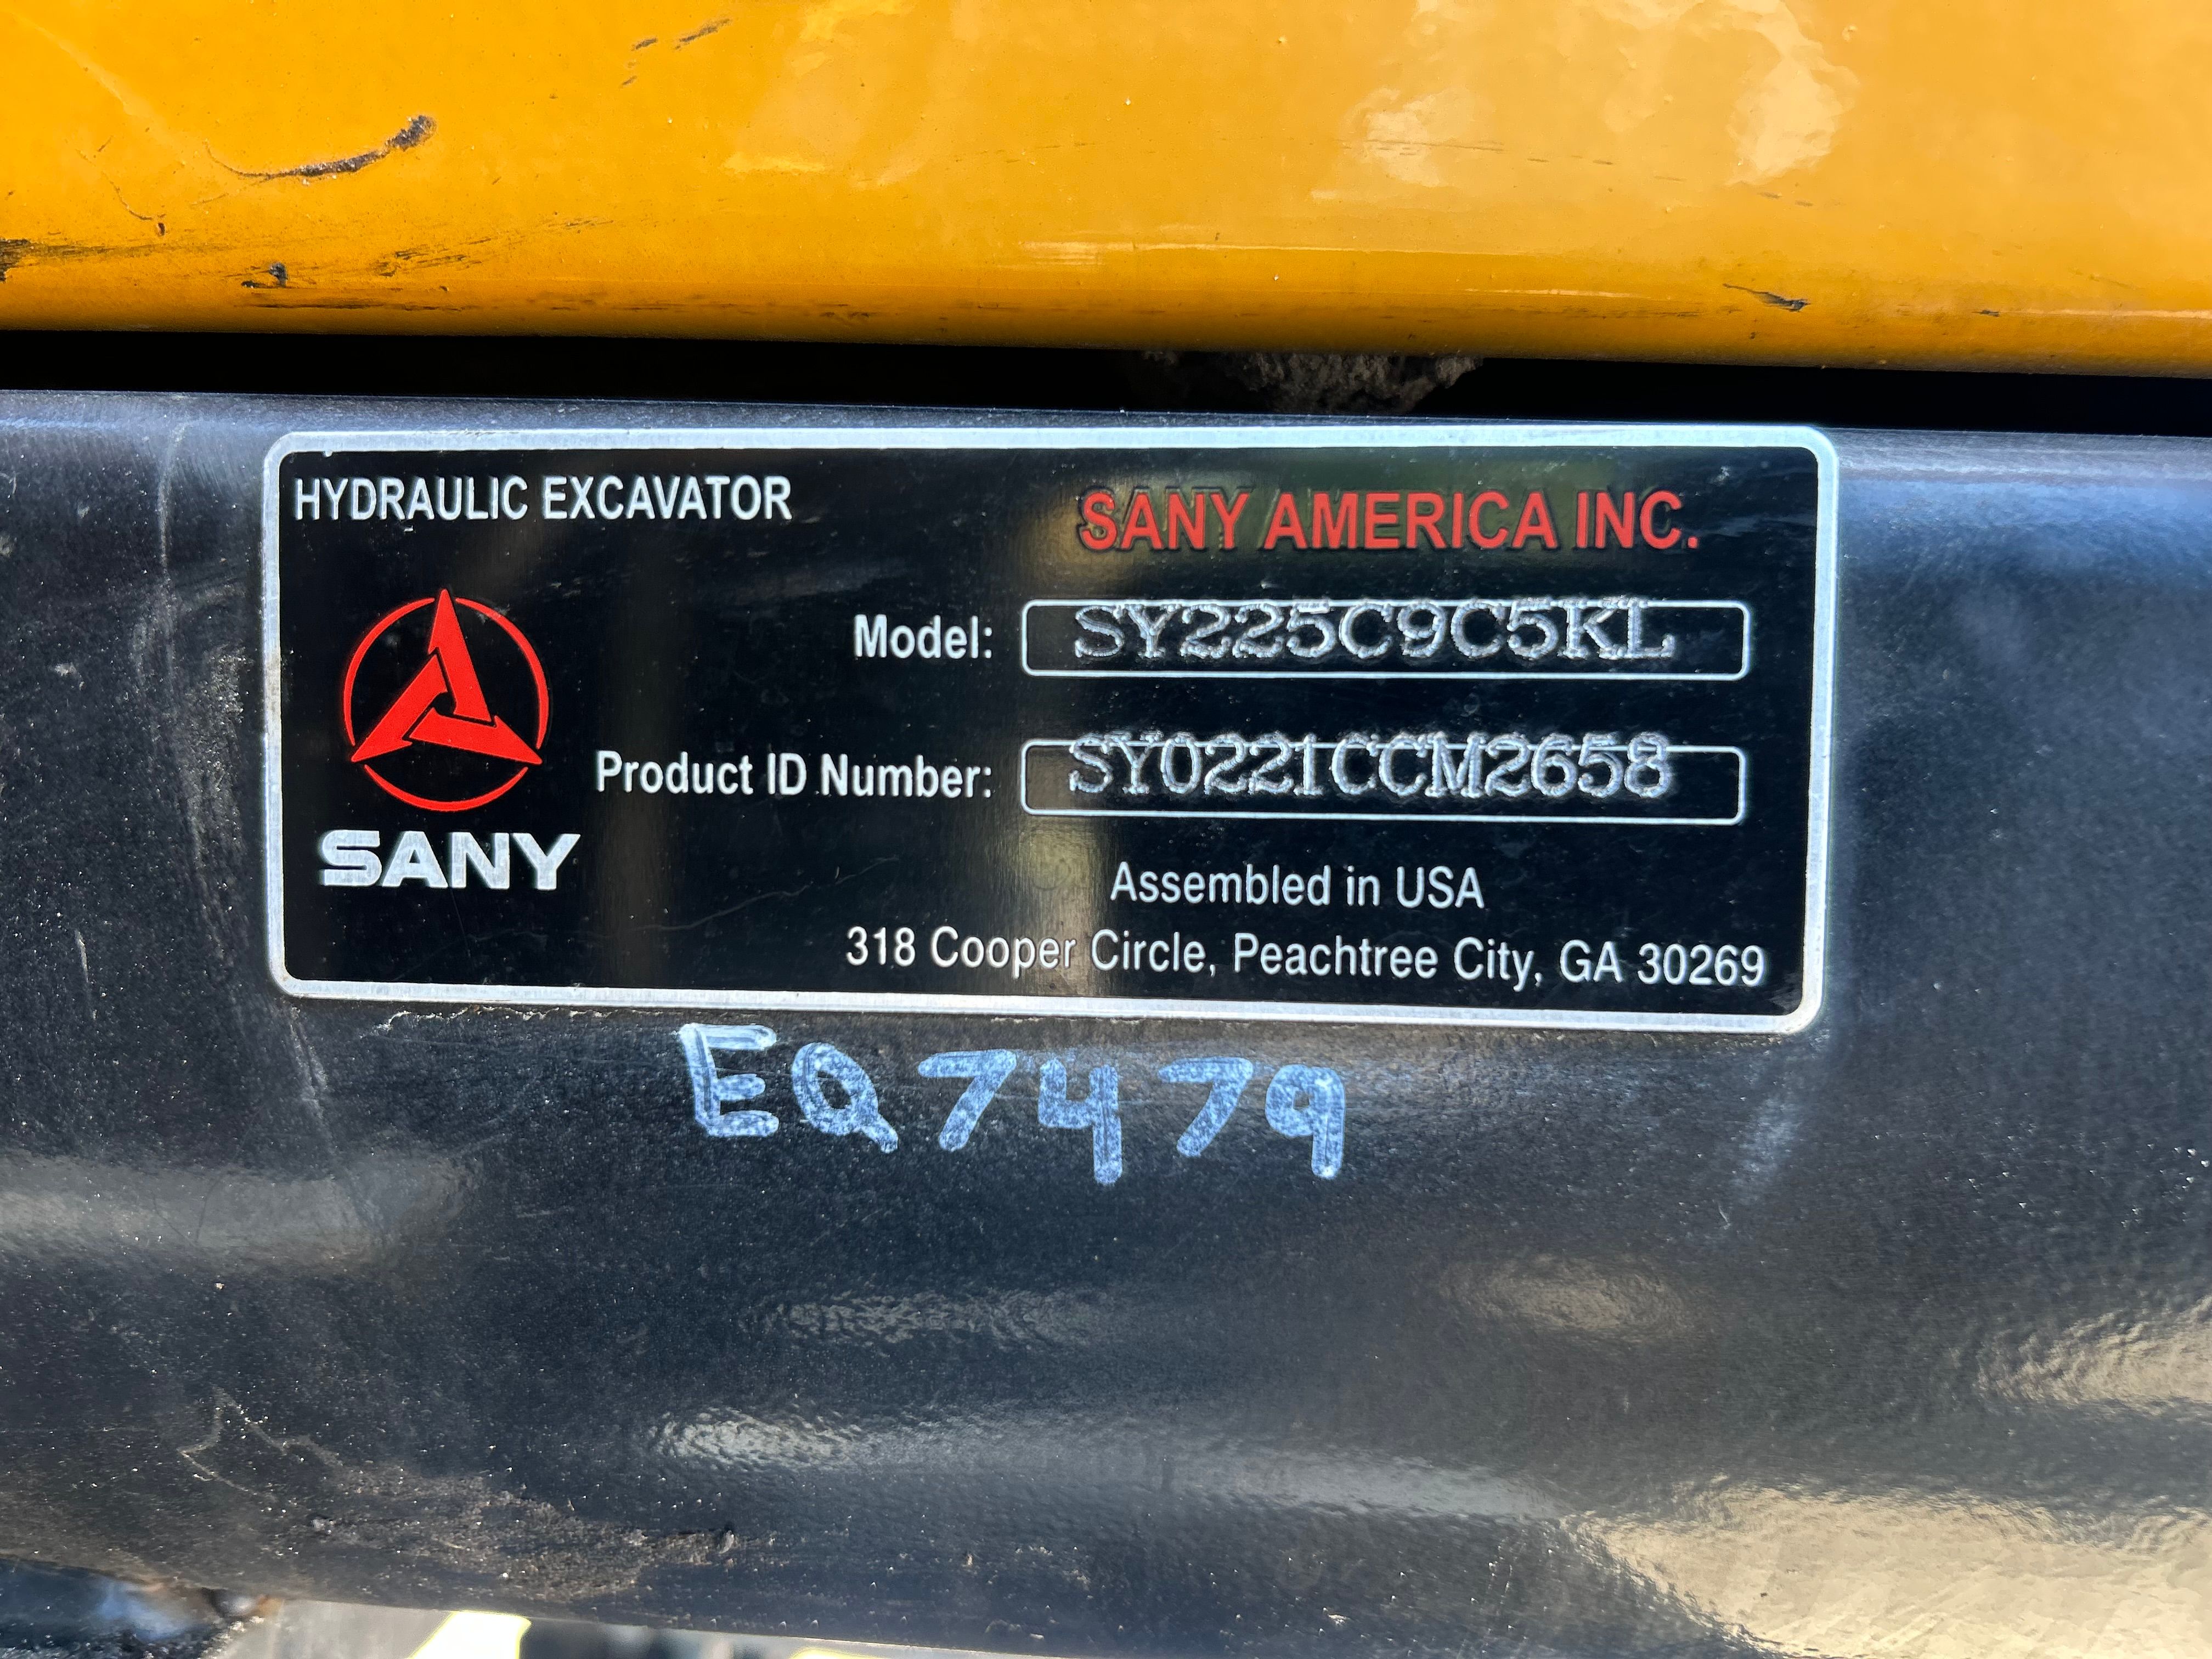 HYDRAULIC EXCAVATOR
SANY AMERICA INC.
Model: SY225C9C5KL
Product ID Number: SY0221CCM2658
SANY
Assembled in USA
318 Cooper Circle, Peachtree City, GA 30269
EQ7479